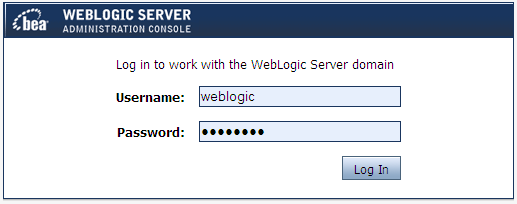 bea
WEBLOGIC SERVER
ADMINISTRATION CONSOLE
Log in to work with the WebLogic Server domain
Username: weblogic
Password: ●●●●●●●●
Log In